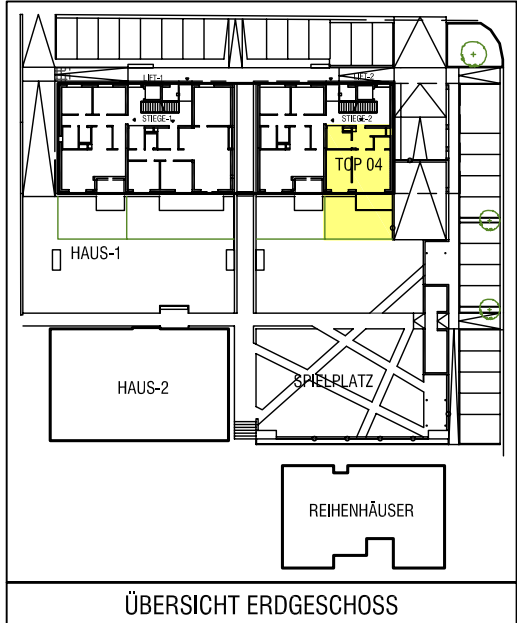 LIFT-1
LIFT-2
STIEGE-1
STIEGE-2
TOP 04
HAUS-1
HAUS-2
SPIELPLATZ
REIHENHÄUSER
ÜBERSICHT ERDGESCHOSS